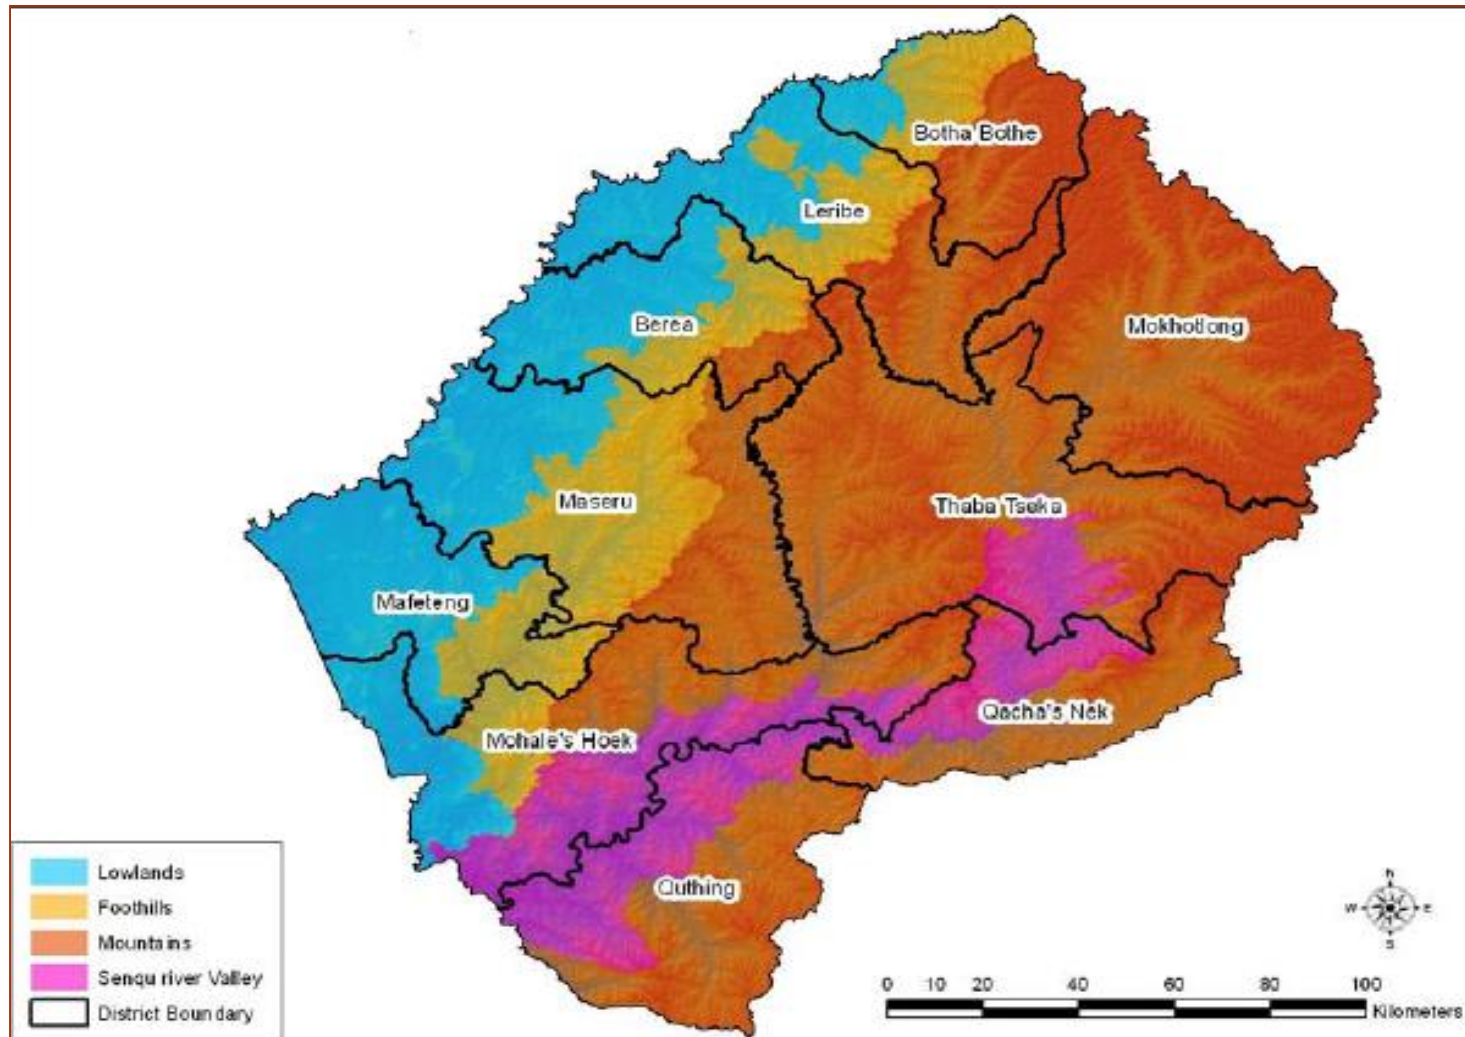 Botha Bothe
Leribe
Berea
Mokhotlong
Maseru
Thaba Tseka
Mafeteng
Qacha's Nek
Mohale's Hoek
Quthing
Lowlands
Foothills
Mountains
Senqu river Valley
District Boundary
N
W E
S
0 10 20 40 60 80 100
Kilometers